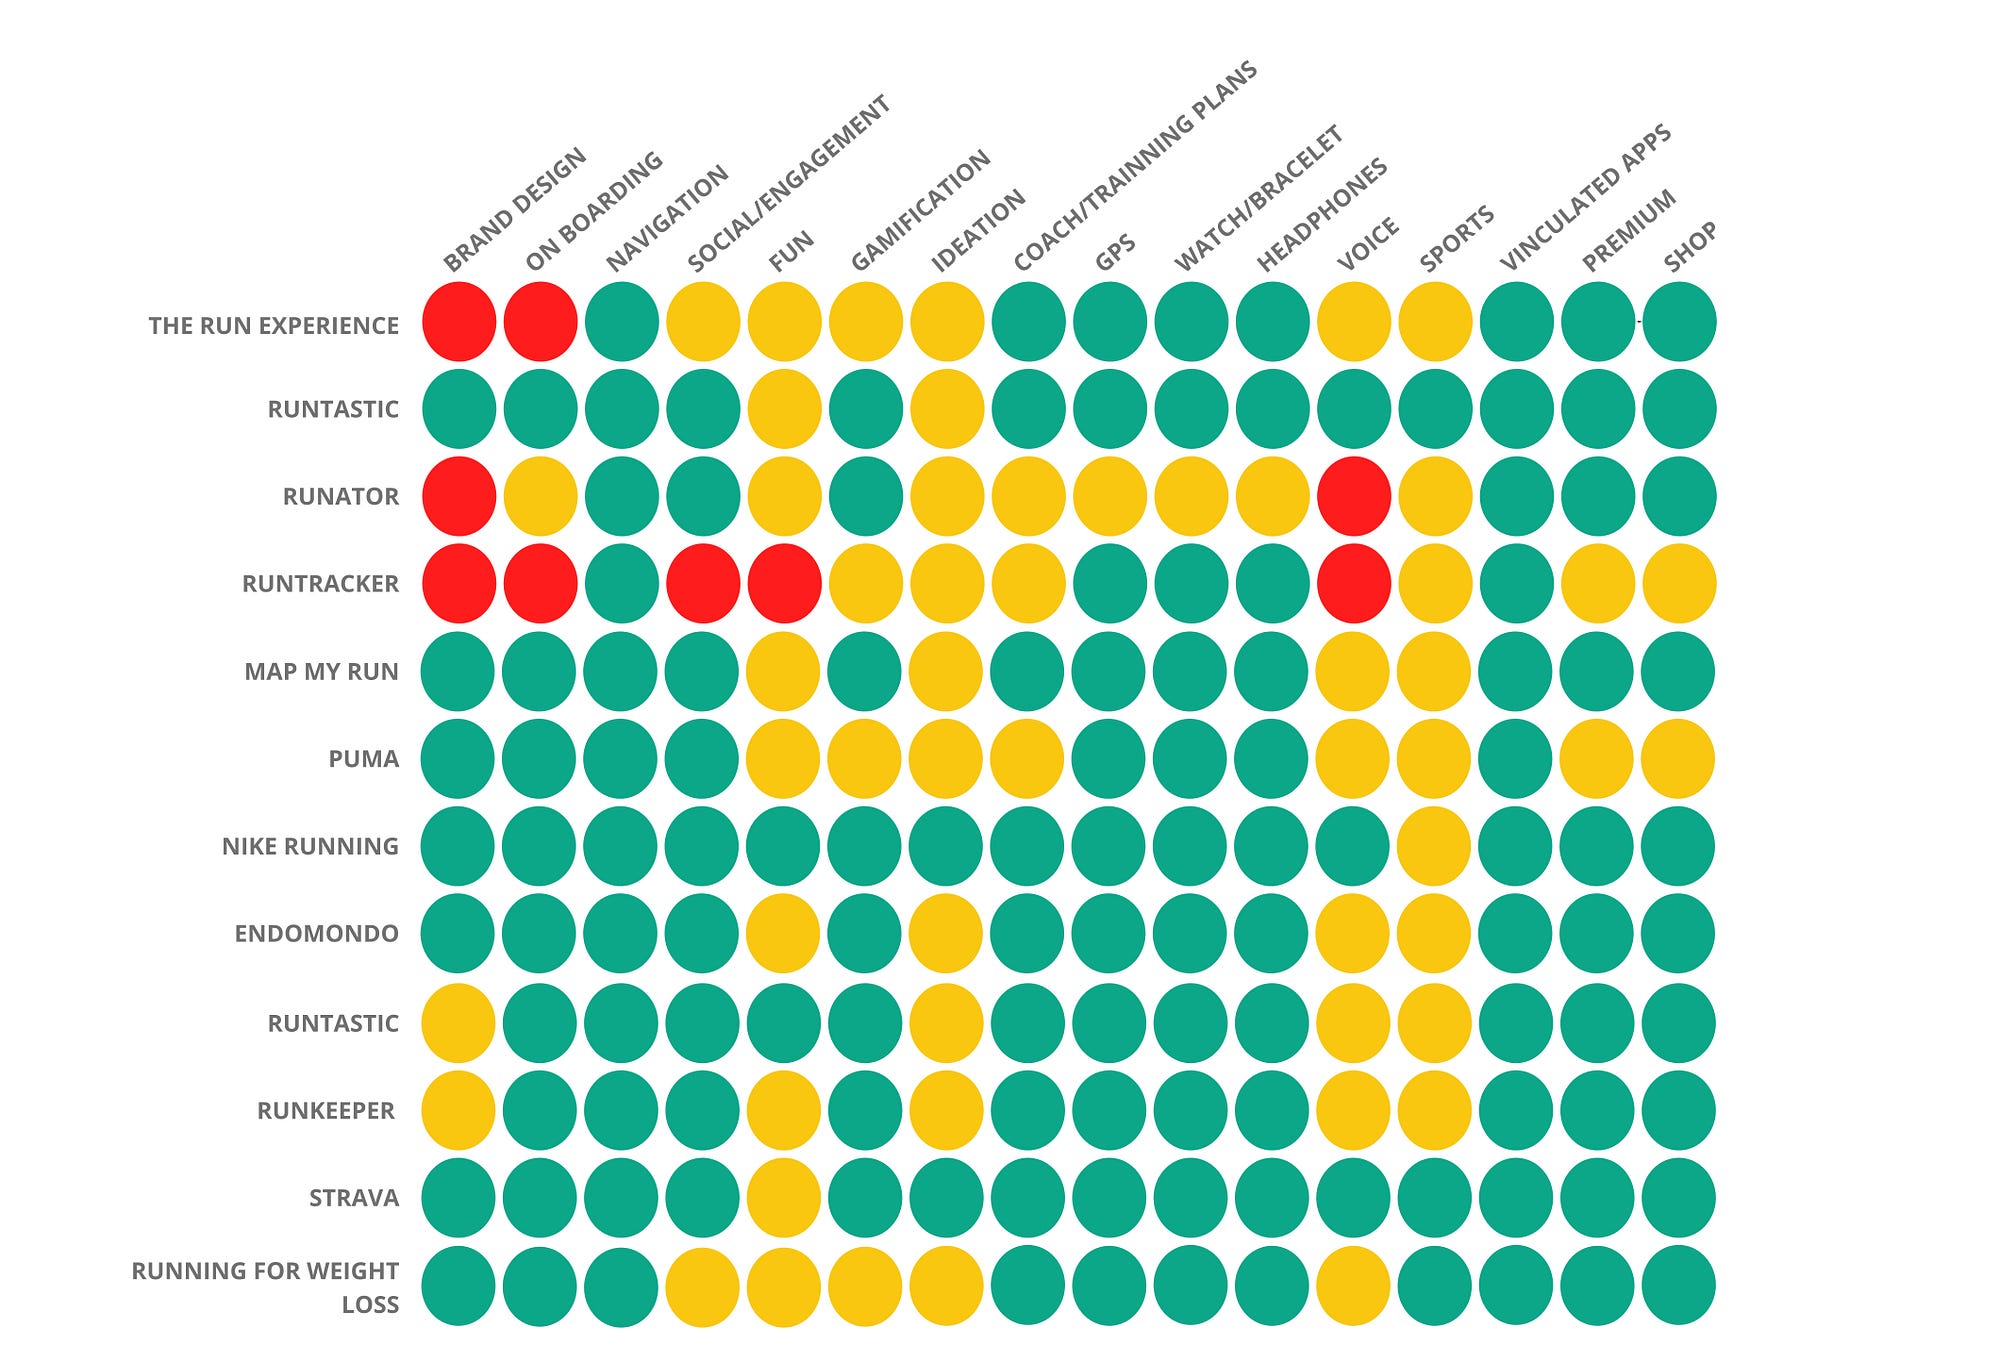 BRAND DESIGN
ON BOARDING
NAVIGATION
SOCIAL/ENGAGEMENT
FUN
GAMIFICATION
IDEATION
COACH/TRAINNING PLANS
GPS
WATCH/BRACELET
HEADPHONES
VOICE
SPORTS
VINCULATED APPS
PREMIUM
SHOP
THE RUN EXPERIENCE
RUNTASTIC
RUNATOR
RUNTRACKER
MAP MY RUN
PUMA
NIKE RUNNING
ENDOMONDO
RUNTASTIC
RUNKEEPER
STRAVA
RUNNING FOR WEIGHT
LOSS